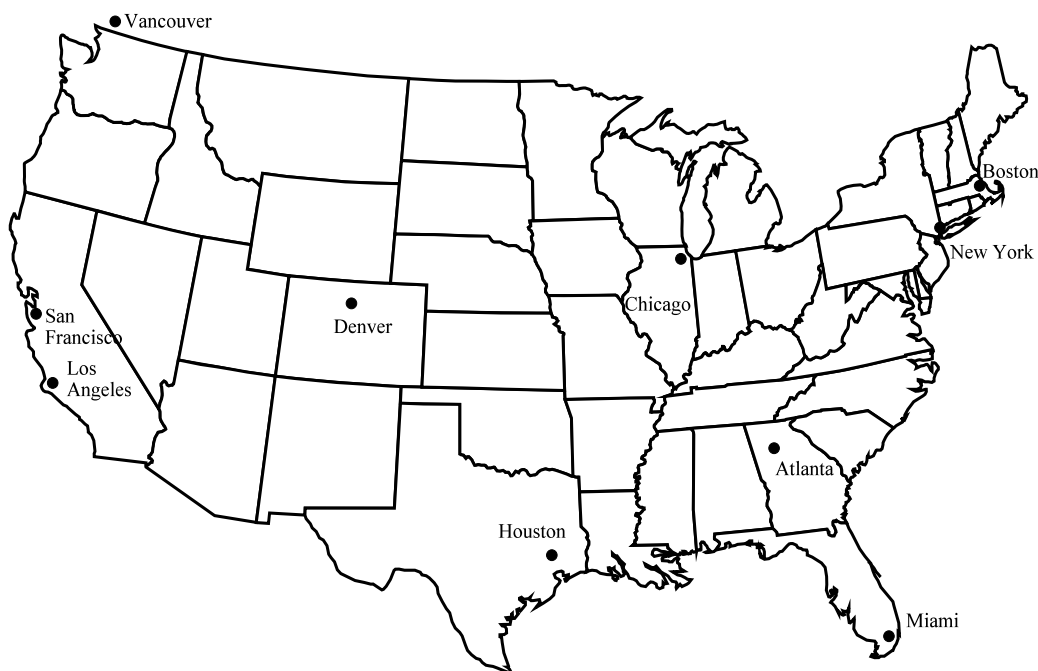 Vancouver
Boston
New York
Chicago
San
Francisco
Denver
Los
Angeles
Atlanta
Houston
Miami